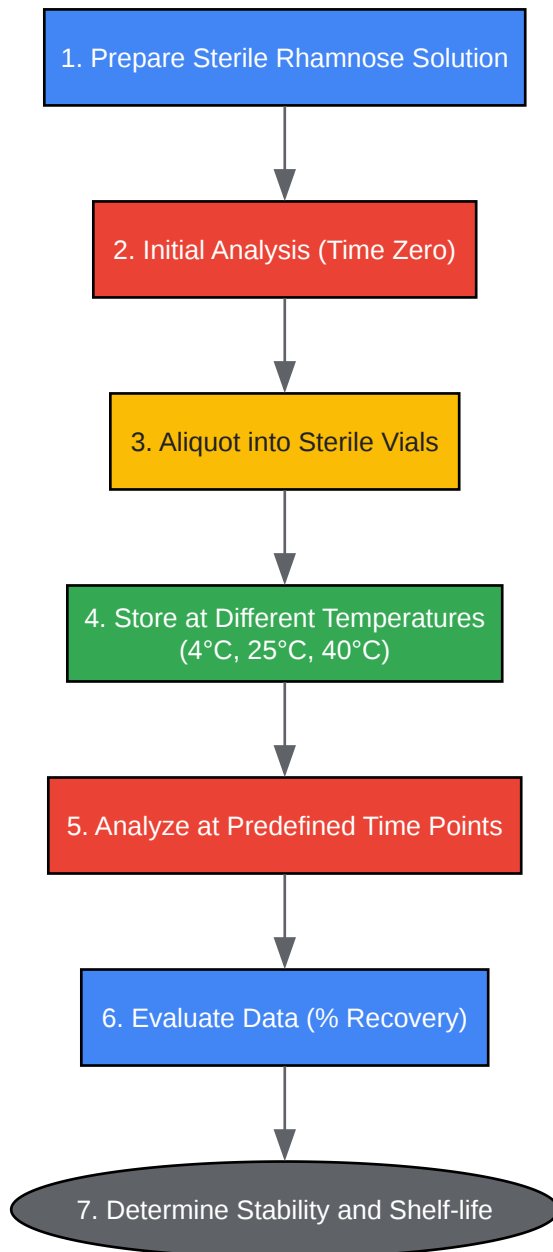 1. Prepare Sterile Rhamnose Solution
2. Initial Analysis (Time Zero)
3. Aliquot into Sterile Vials
4. Store at Different Temperatures
(4°C, 25°C, 40°C)
5. Analyze at Predefined Time Points
6. Evaluate Data (% Recovery)
7. Determine Stability and Shelf-life